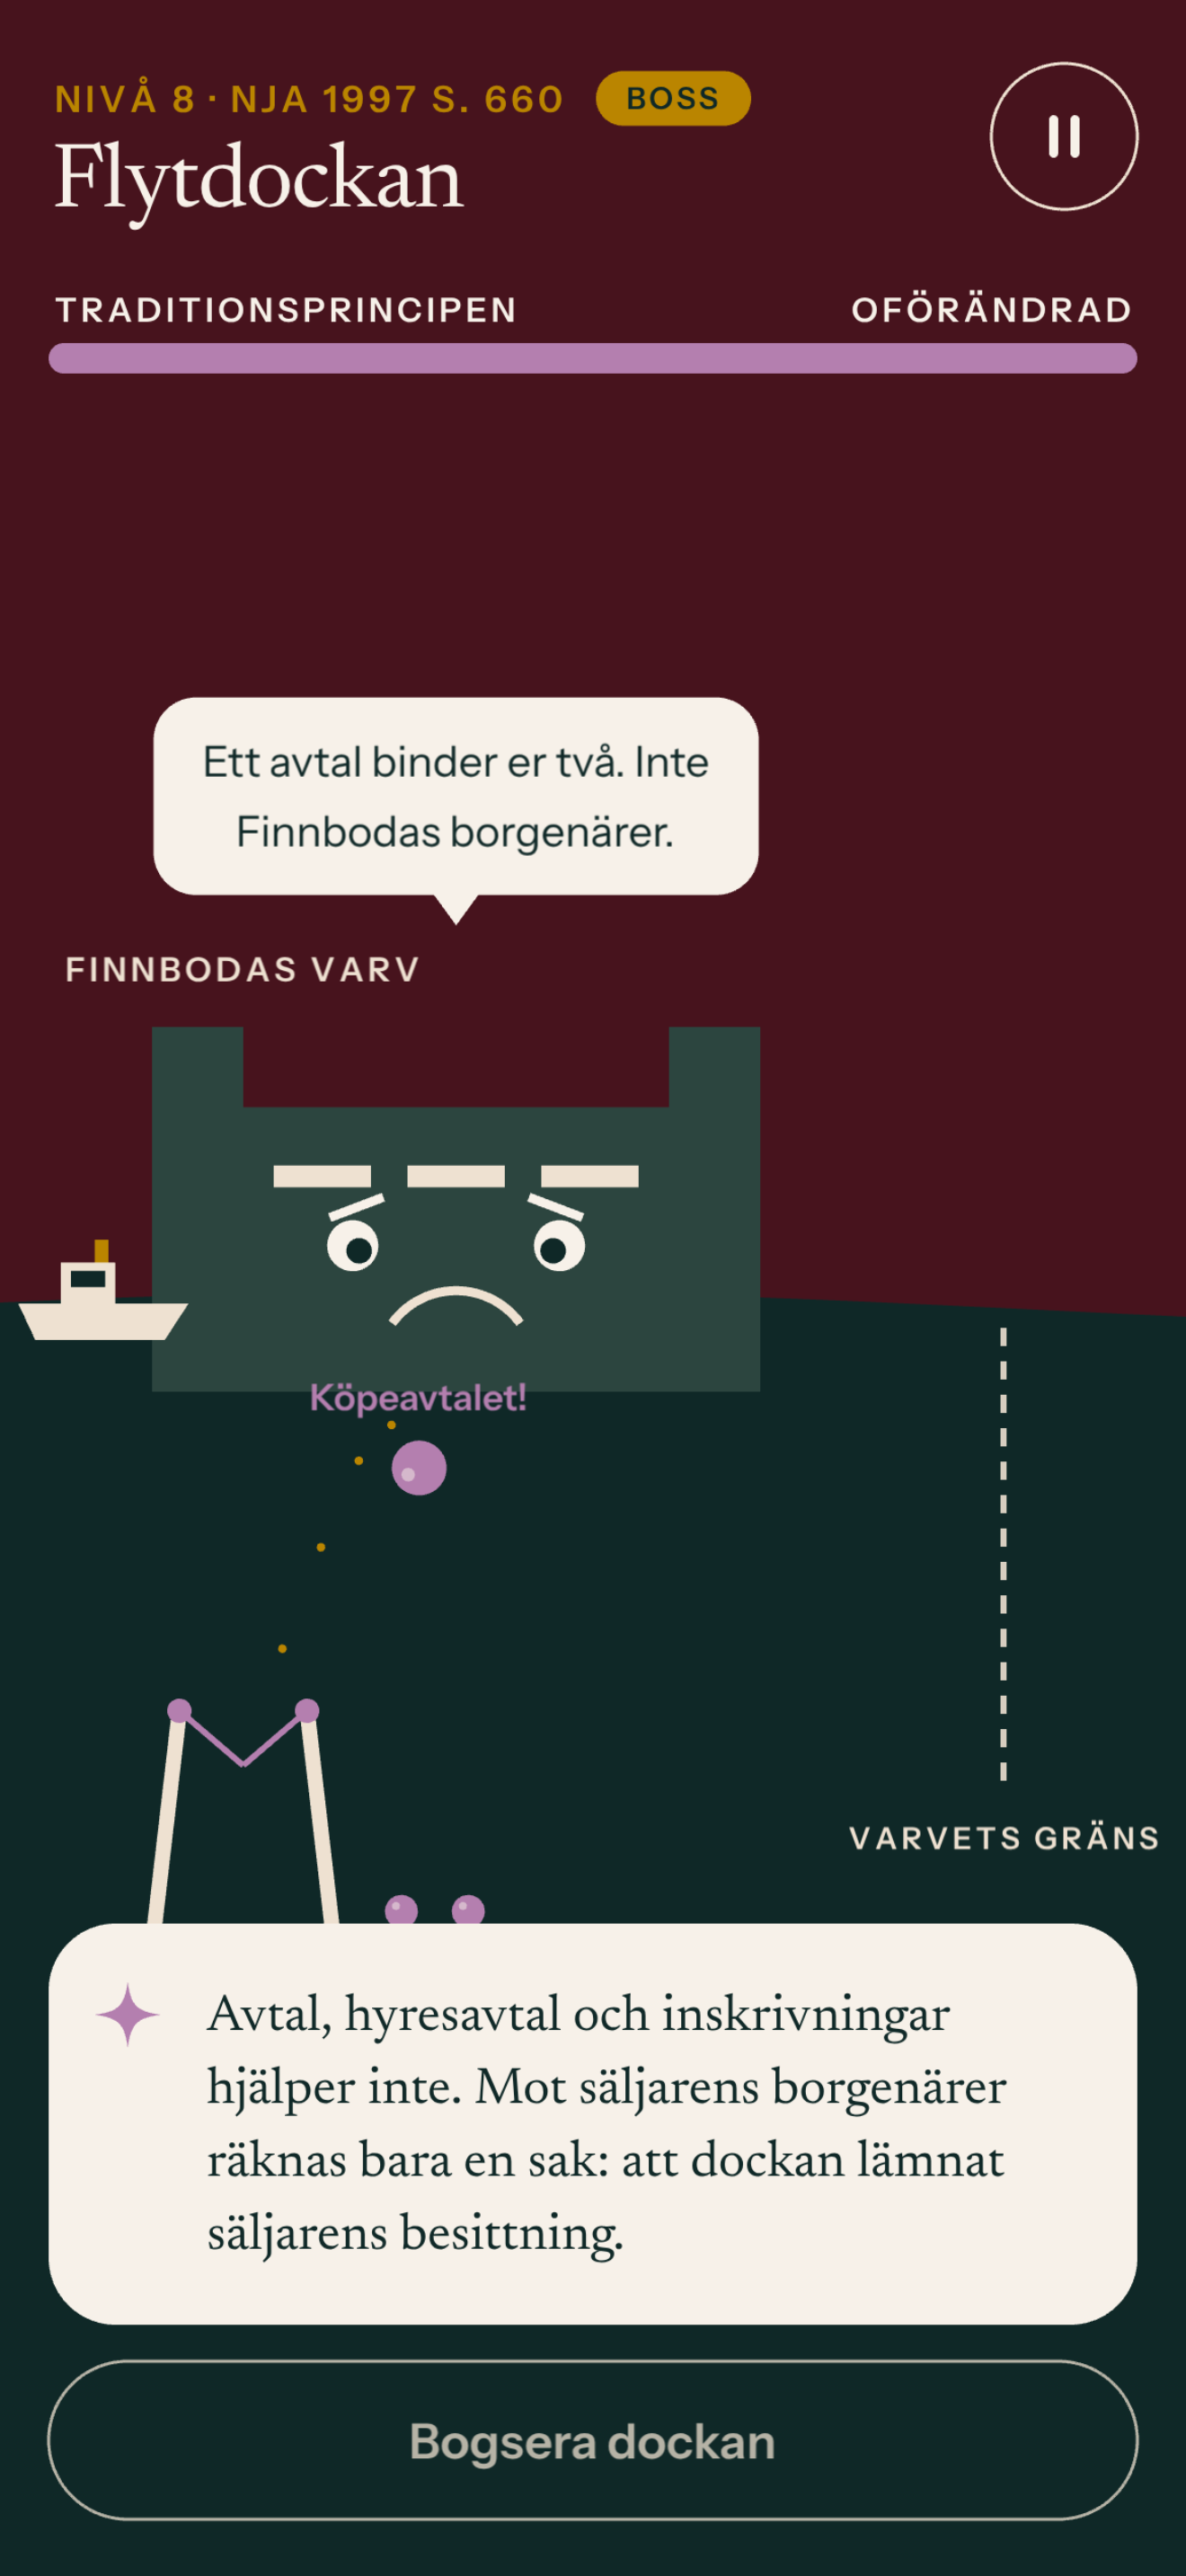 NIVÅ 8 · NJA 1997 S. 660 BOSS
Flytdockan
TRADITIONSPRINCIPEN OFÖRÄNDRAD
Ett avtal binder er två. Inte
Finnbodas borgenärer.
FINNBODAS VARV
Köpeavtalet!
VARVETS GRÄNS
Avtal, hyresavtal och inskrivningar
hjälper inte. Mot säljarens borgenärer
räknas bara en sak: att dockan lämnat
säljarens besittning.
Bogsera dockan